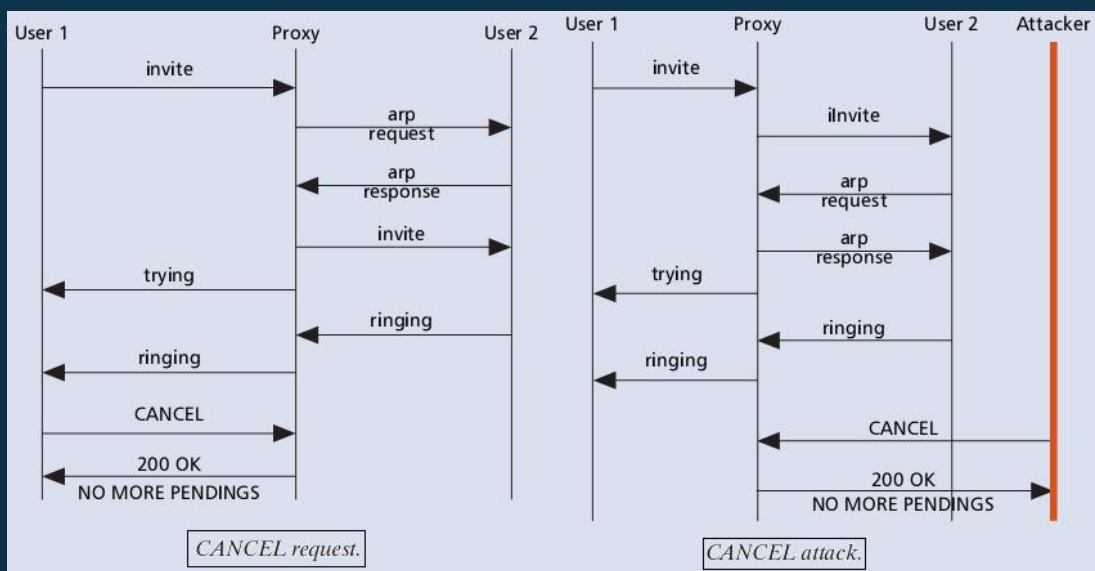 User 1 Proxy User 2
invite
arp
request
arp
response
invite
trying
ringing
ringing
CANCEL
200 OK
NO MORE PENDINGS
CANCEL request.
User 1 Proxy User 2 Attacker
invite
iInvite
arp
request
arp
response
trying
ringing
ringing
CANCEL
200 OK
NO MORE PENDINGS
CANCEL attack.